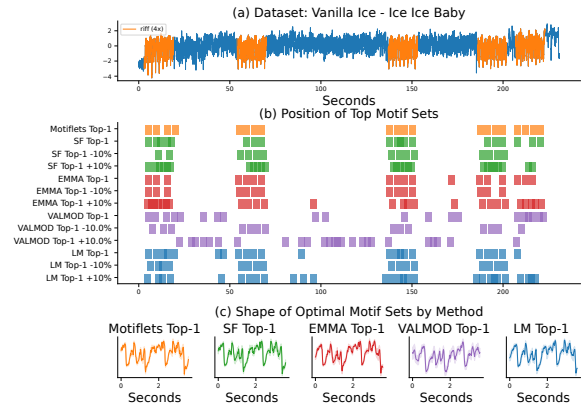 (a) Dataset: Vanilla Ice - Ice Ice Baby
riff (4x)
2
0
−2
−4
0 50 100 150 200
Seconds
(b) Position of Top Motif Sets
Motiflets Top-1
SF Top-1
SF Top-1 -10%
SF Top-1 +10%
EMMA Top-1
EMMA Top-1 -10%
EMMA Top-1 +10%
VALMOD Top-1
VALMOD Top-1 -10.0%
VALMOD Top-1 +10.0%
LM Top-1
LM Top-1 -10%
LM Top-1 +10%
0 50 100 150 200
(c) Shape of Optimal Motif Sets by Method
Motiflets Top-1 SF Top-1 EMMA Top-1 VALMOD Top-1 LM Top-1
0 2 0 2 0 2 0 2 0 2
Seconds Seconds Seconds Seconds Seconds